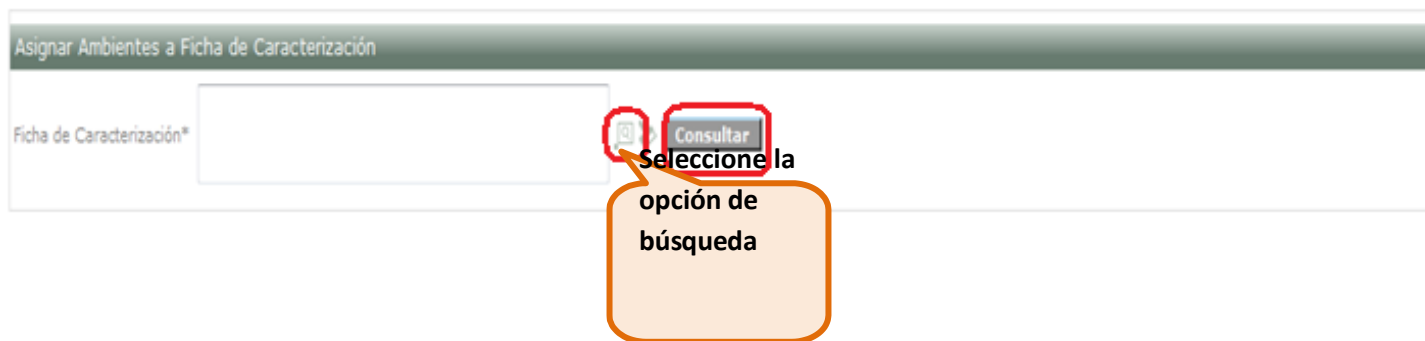 Asignar Ambientes a Ficha de Caracterización
Ficha de Caracterización*
Consultar
Seleccione la
opción de
búsqueda